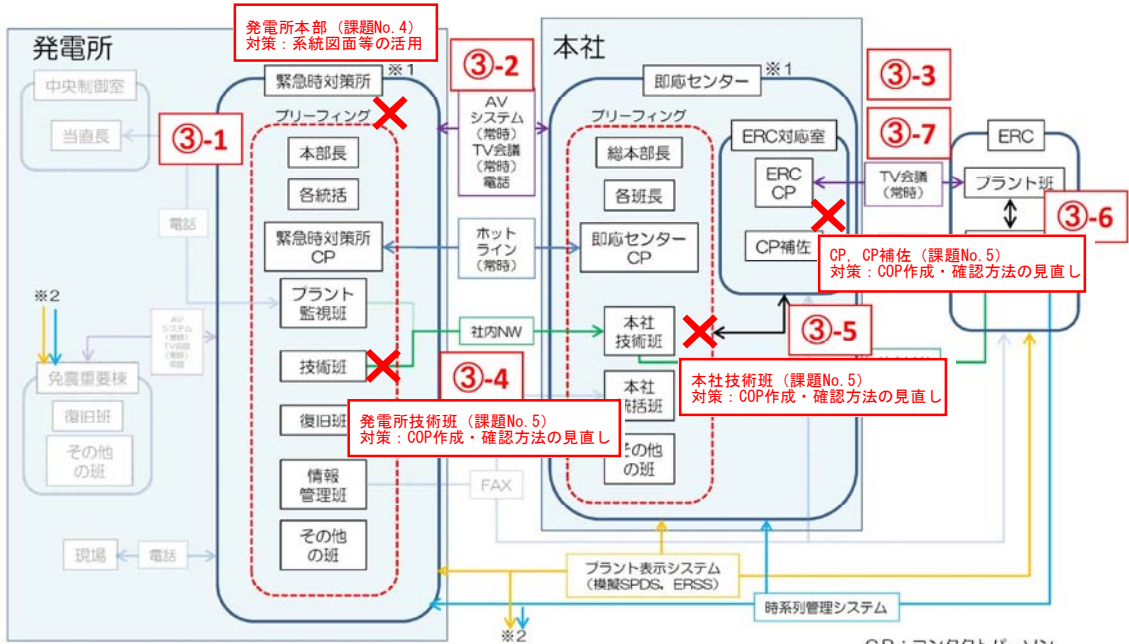 発電所本部（課題No.4）
対策：系統図面等の活用
発電所
本社
中央制御室
当直長
③-1
緊急時対策所
※1
ブリーフィング
本部長
各統括
緊急時対策所
CP
プラント
監視班
技術班
復旧班
情報
管理班
その他
の班
③-2
AV
システム
(常時)
TV会議
(常時)
電話
ホット
ライン
(常時)
社内NW
③-4
FAX
電話
※2
AV
システム
(常時)
TV会議
(常時)
電話
免震重要棟
復旧班
その他
の班
現場
電話
即応センター
※1
ブリーフィング
総本部長
各班長
即応センター
CP
本社
技術班
本社
統括班
その他
の班
ERC対応室
ERC
CP
CP補佐
③-3
③-7
TV会議
(常時)
ERC
プラント班
③-6
CP，CP補佐（課題No.5）
対策：COP作成・確認方法の見直し
③-5
本社技術班（課題No.5）
対策：COP作成・確認方法の見直し
発電所技術班（課題No.5）
対策：COP作成・確認方法の見直し
プラント表示システム
(模擬SPDS，ERSS)
時系列管理システム
※2